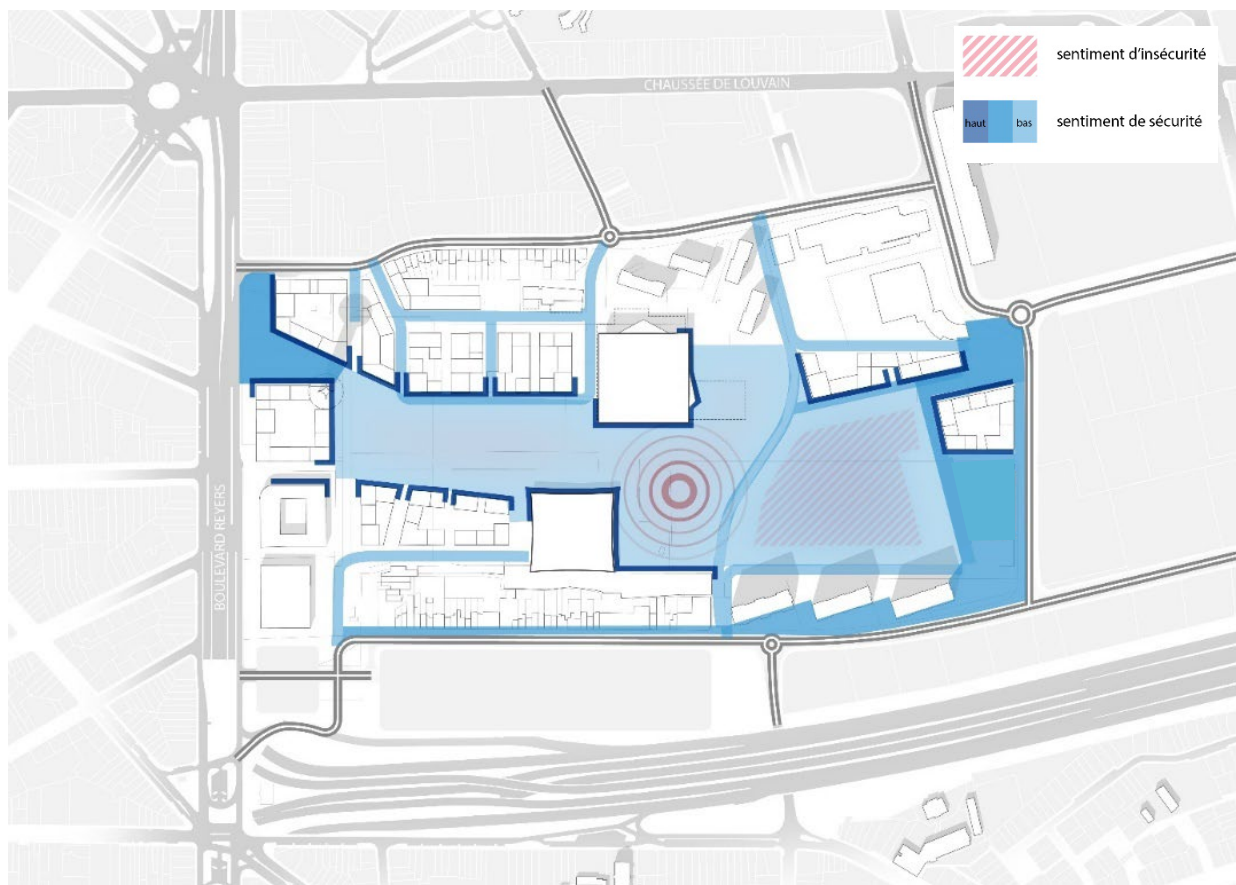 sentiment d'insécurité
CHAUSSÉE DE LOUVAIN
haut
bas
sentiment de sécurité
BOULEVARD REYERS